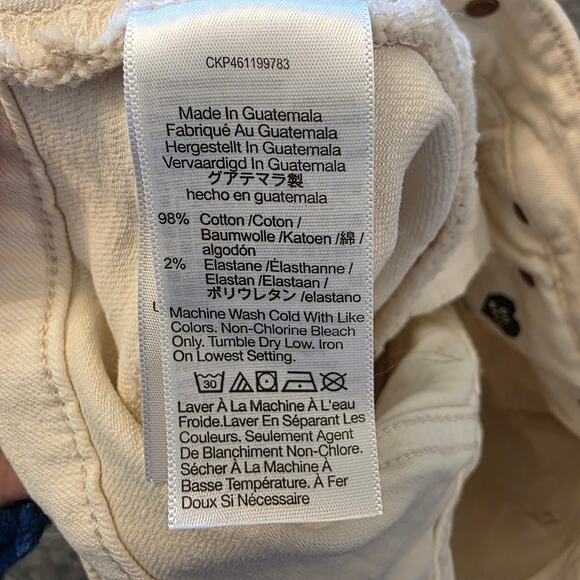 CKP461199783
Made In Guatemala
Fabriqué Au Guatemala
Hergestellt In Guatemala
Vervaardigd In Guatemala
グアテマラ製
hecho en guatemala
98% Cotton /Coton /
Baumwolle /Katoen /綿 /
algodón
2% Elastane /Élasthanne /
Elastan /Elastaan /
ポリウレタン /elastano
Machine Wash Cold With Like
Colors. Non-Chlorine Bleach
Only. Tumble Dry Low. Iron
On Lowest Setting.
30
Laver À La Machine À L'eau
Froide.Laver En Séparant Les
Couleurs. Seulement Agent
De Blanchiment Non-Chlore.
Sécher À La Machine À
Basse Température. À Fer
Doux Si Nécessaire